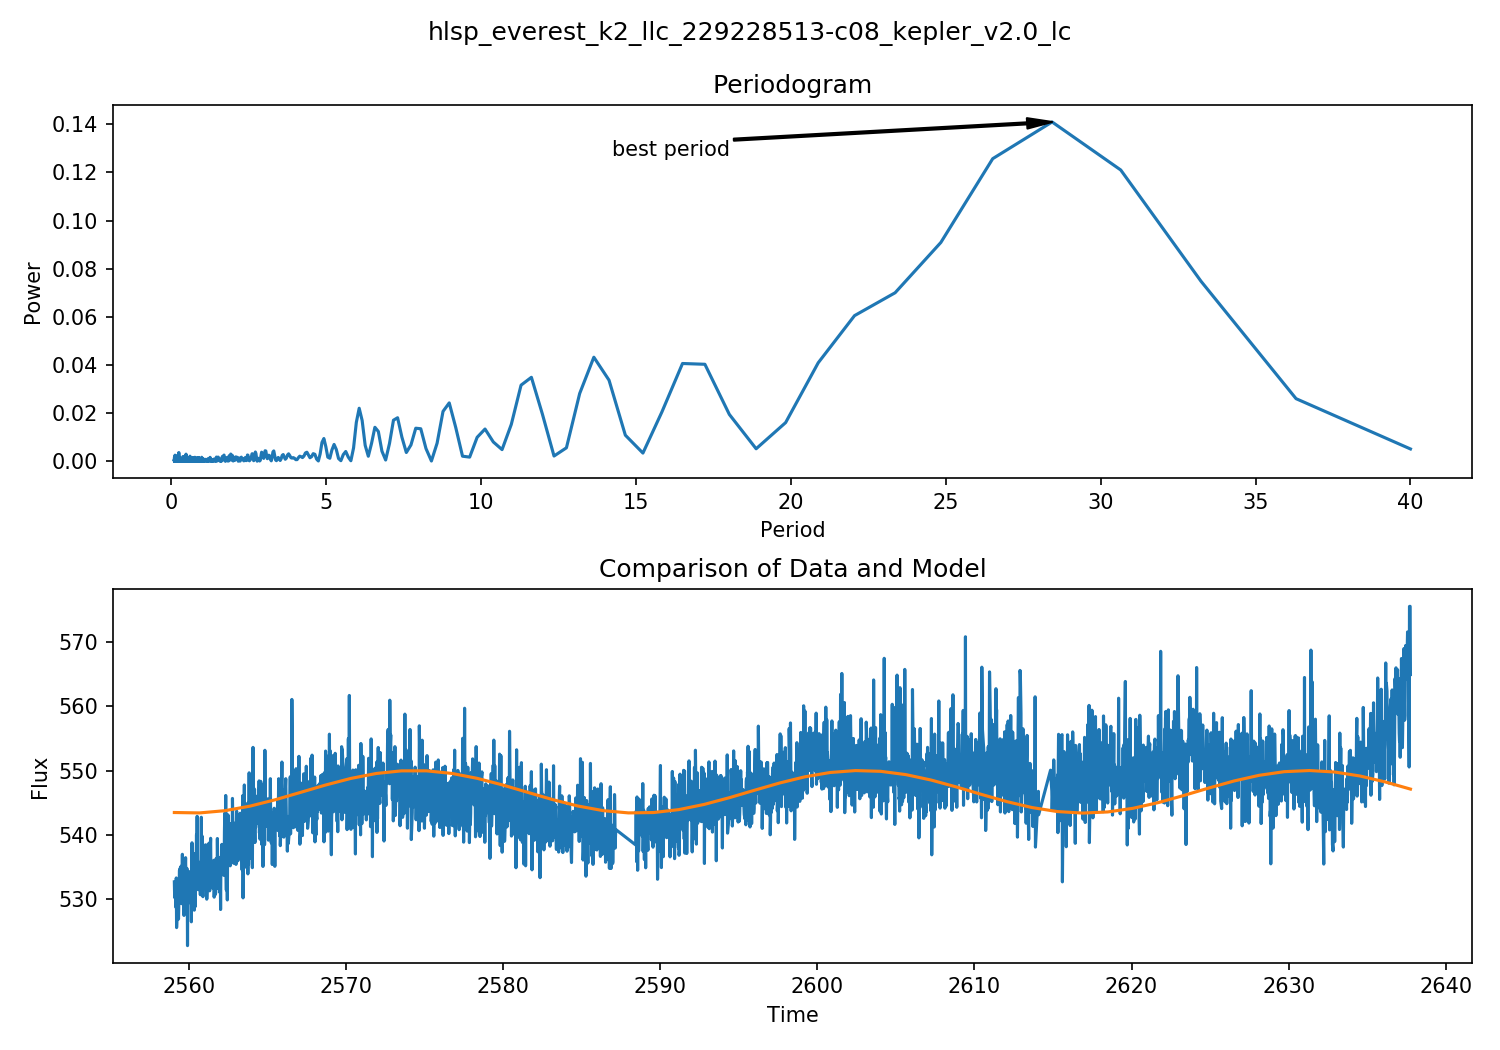 hlsp_everest_k2_llc_229228513-c08_kepler_v2.0_lc
Periodogram
Power
0.14
0.12
0.10
0.08
0.06
0.04
0.02
0.00
best period
0 5 10 15 20 25 30 35 40
Period
Comparison of Data and Model
Flux
570
560
550
540
530
2560 2570 2580 2590 2600 2610 2620 2630 2640
Time